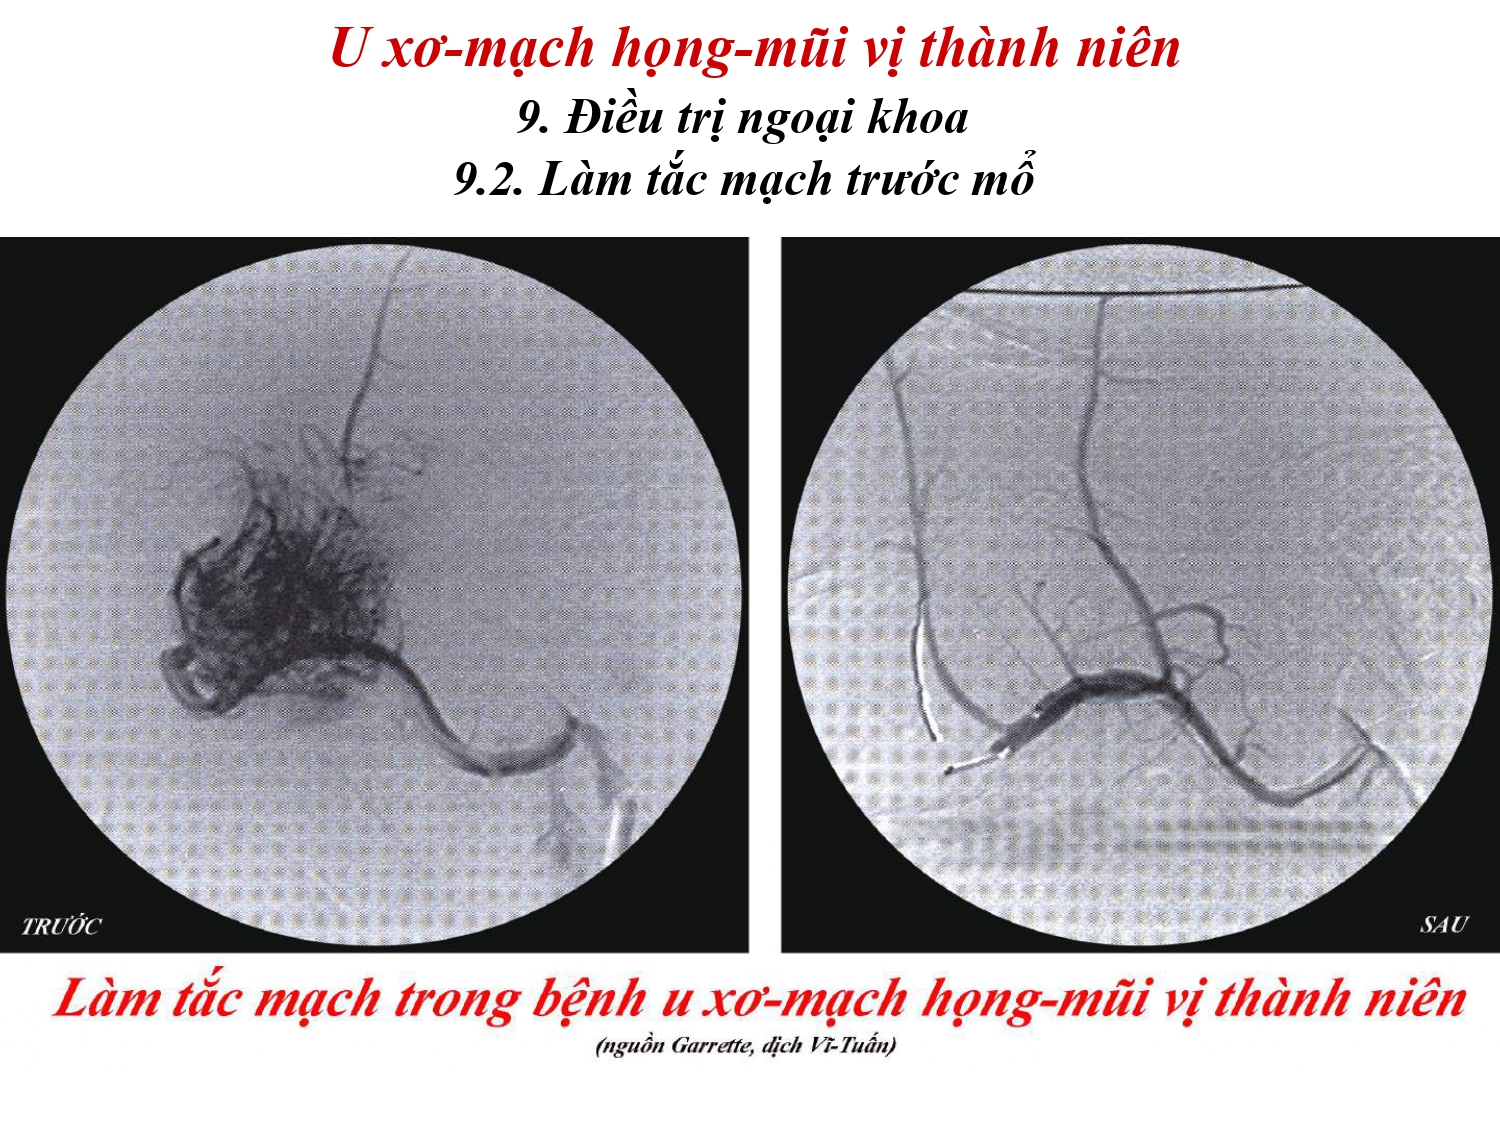 U xơ-mạch họng-mũi vị thành niên
9. Điều trị ngoại khoa
9.2. Làm tắc mạch trước mổ
TRƯỚC
SAU
Làm tắc mạch trong bệnh u xơ-mạch họng-mũi vị thành niên
(nguồn Garrette, dịch Vĩ-Tuấn)